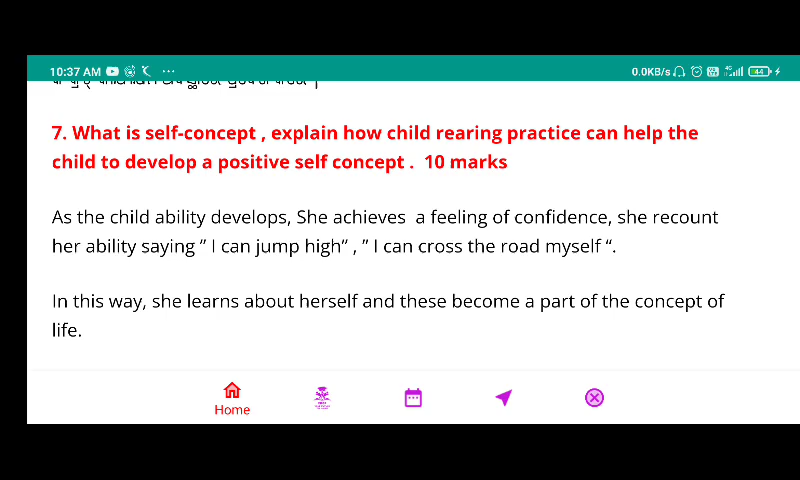 10:37 AM
0.0KB/s 4G 44
7. What is self-concept , explain how child rearing practice can help the
child to develop a positive self concept .  10 marks
As the child ability develops, She achieves  a feeling of confidence, she recount
her ability saying ” I can jump high” , ” I can cross the road myself “.
In this way, she learns about herself and these become a part of the concept of
life.
Home